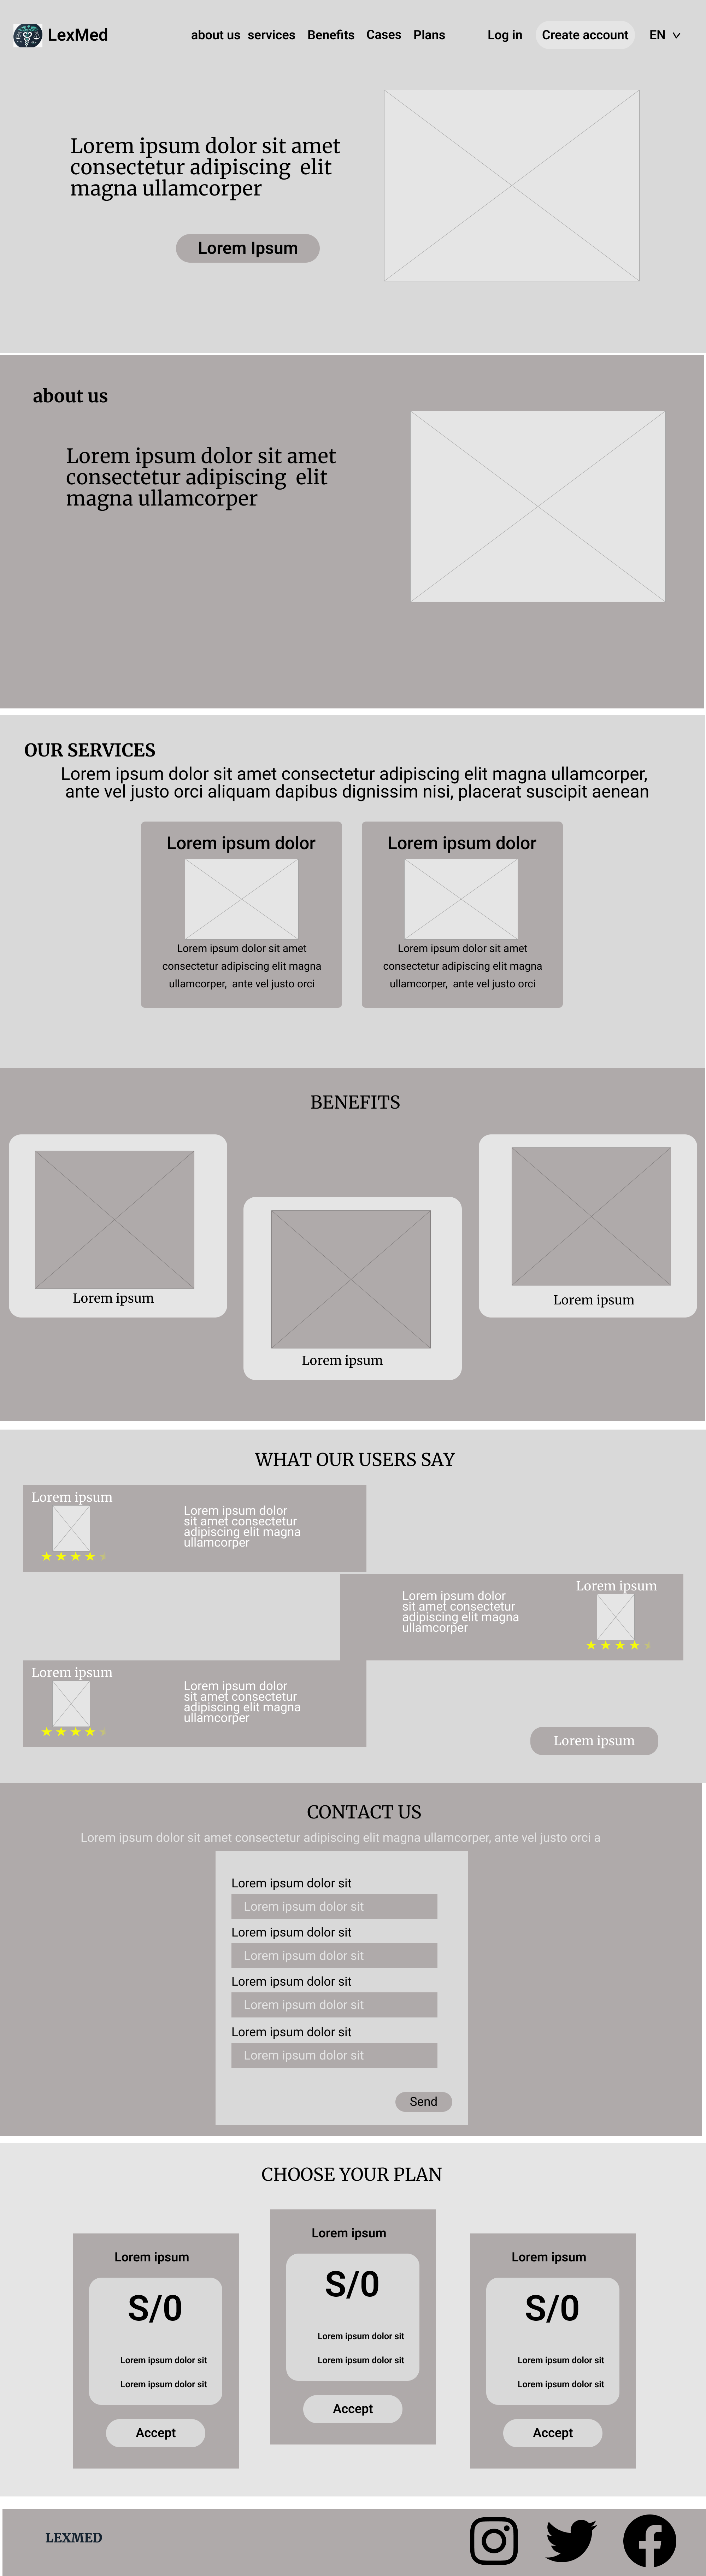 LexMed
about us services Benefits Cases Plans Log in Create account EN
Lorem ipsum dolor sit amet
consectetur adipiscing elit
magna ullamcorper
Lorem Ipsum
about us
Lorem ipsum dolor sit amet
consectetur adipiscing elit
magna ullamcorper
OUR SERVICES
Lorem ipsum dolor sit amet consectetur adipiscing elit magna ullamcorper,
ante vel justo orci aliquam dapibus dignissim nisi, placerat suscipit aenean
Lorem ipsum dolor
Lorem ipsum dolor sit amet
consectetur adipiscing elit magna
ullamcorper, ante vel justo orci
Lorem ipsum dolor
Lorem ipsum dolor sit amet
consectetur adipiscing elit magna
ullamcorper, ante vel justo orci
BENEFITS
Lorem ipsum
Lorem ipsum
Lorem ipsum
WHAT OUR USERS SAY
Lorem ipsum
Lorem ipsum dolor
sit amet consectetur
adipiscing elit magna
ullamcorper
Lorem ipsum dolor
sit amet consectetur
adipiscing elit magna
ullamcorper
Lorem ipsum
Lorem ipsum
Lorem ipsum dolor
sit amet consectetur
adipiscing elit magna
ullamcorper
Lorem ipsum
CONTACT US
Lorem ipsum dolor sit amet consectetur adipiscing elit magna ullamcorper, ante vel justo orci a
Lorem ipsum dolor sit
Lorem ipsum dolor sit
Lorem ipsum dolor sit
Lorem ipsum dolor sit
Lorem ipsum dolor sit
Lorem ipsum dolor sit
Lorem ipsum dolor sit
Lorem ipsum dolor sit
Send
CHOOSE YOUR PLAN
Lorem ipsum
S/0
Lorem ipsum dolor sit
Lorem ipsum dolor sit
Accept
Lorem ipsum
S/0
Lorem ipsum dolor sit
Lorem ipsum dolor sit
Accept
Lorem ipsum
S/0
Lorem ipsum dolor sit
Lorem ipsum dolor sit
Accept
LEXMED